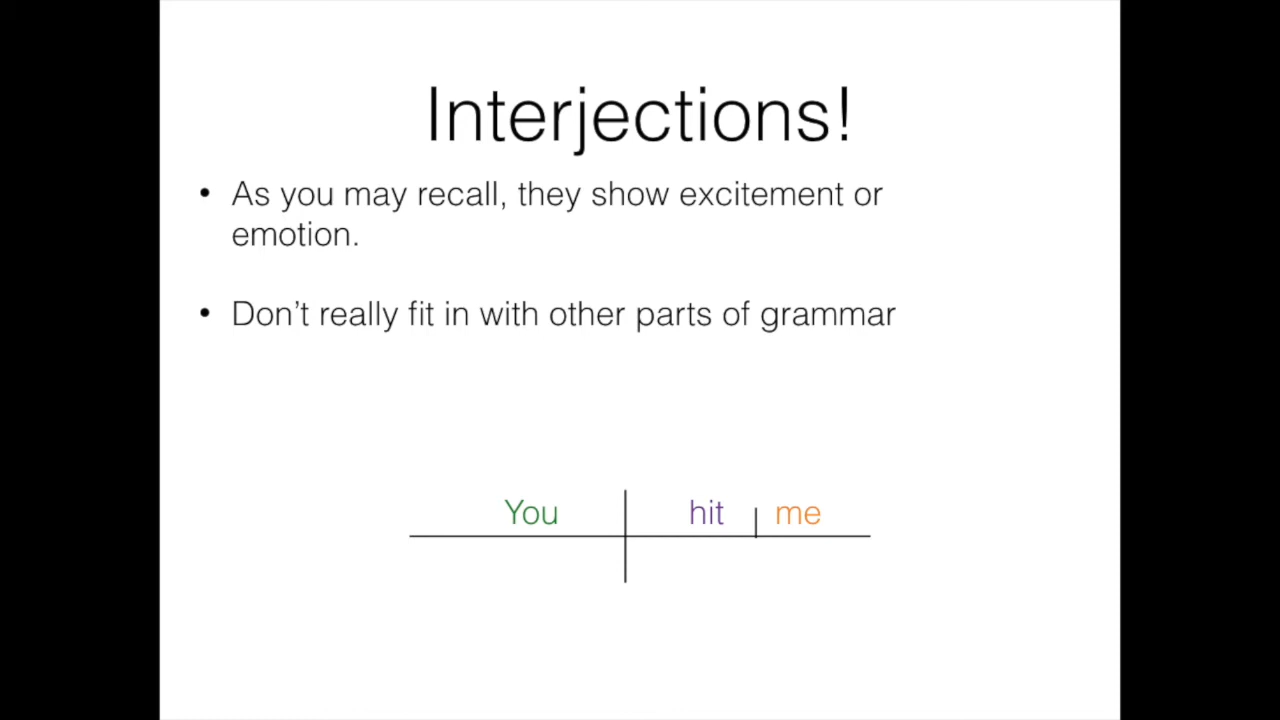 Interjections!
• As you may recall, they show excitement or
emotion.
• Don't really fit in with other parts of grammar
You hit me